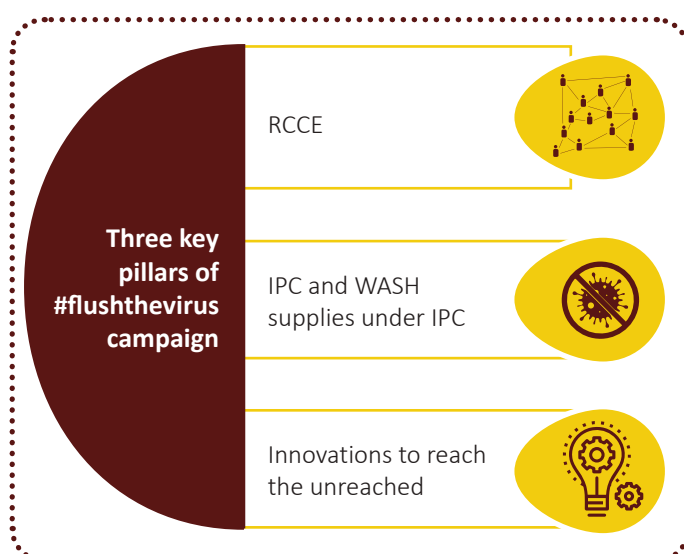 Three key
pillars of
#flushthevirus
campaign
RCCE
IPC and WASH
supplies under IPC
Innovations to reach
the unreached